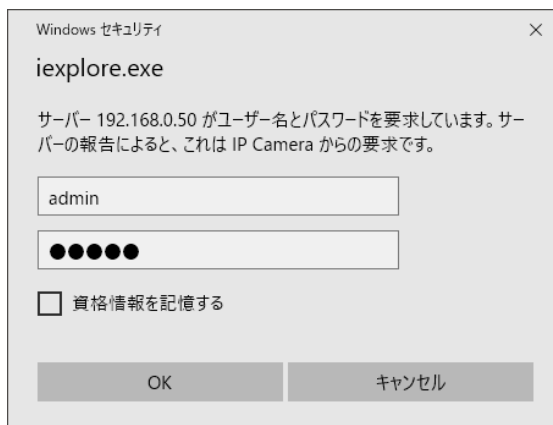 Windows セキュリティ
iexplore.exe
サーバー 192.168.0.50 がユーザー名とパスワードを要求しています。サー
バーの報告によると、これは IP Camera からの要求です。
admin
●●●●●
資格情報を記憶する
OK
キャンセル